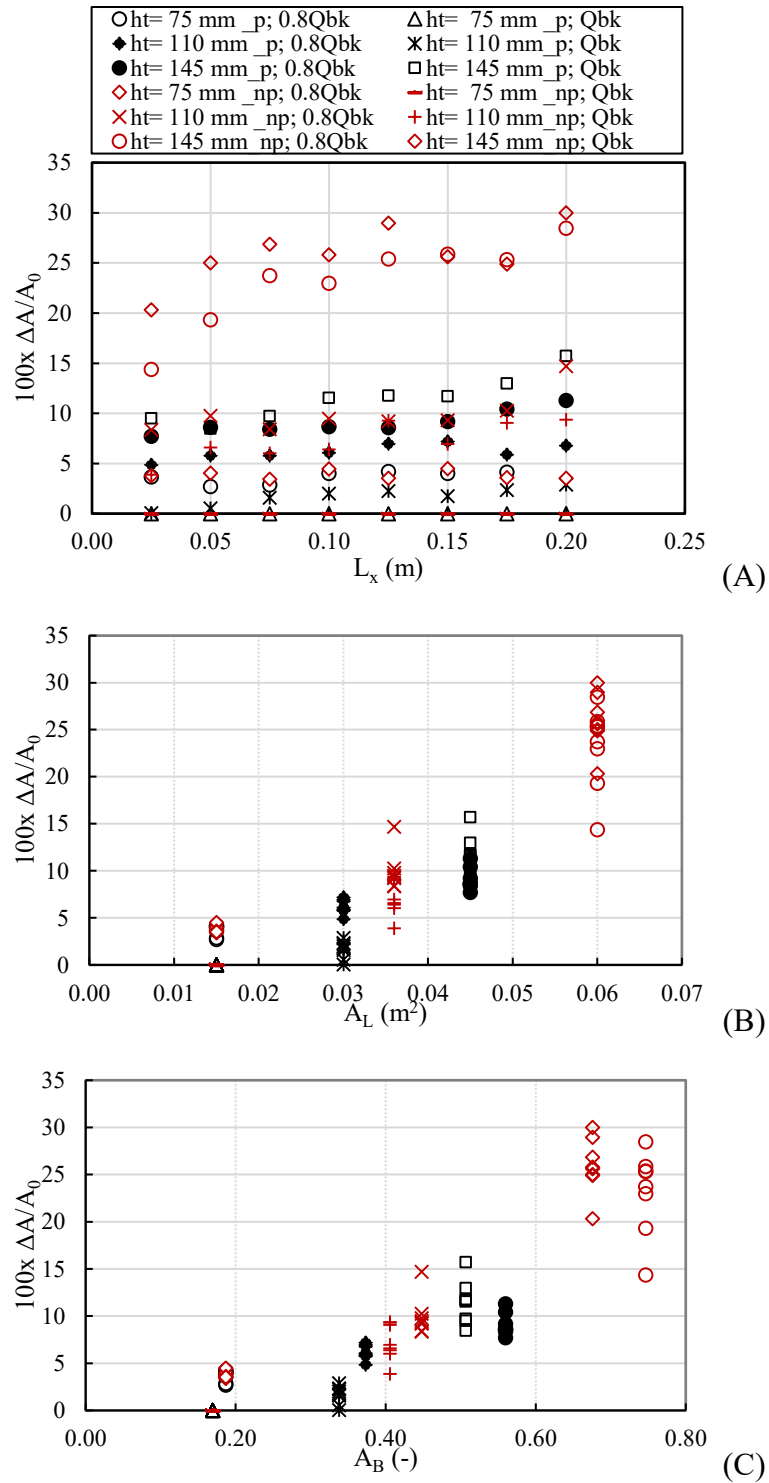 ht= 75 mm _p; 0.8Qbk ht= 75 mm _p; Qbk
ht= 110 mm _p; 0.8Qbk ht= 110 mm _p; Qbk
ht= 145 mm _p; 0.8Qbk ht= 145 mm _p; Qbk
ht= 75 mm _np; 0.8Qbk ht= 75 mm _np; Qbk
ht= 110 mm _np; 0.8Qbk ht= 110 mm _np; Qbk
ht= 145 mm _np; 0.8Qbk ht= 145 mm _np; Qbk
35
30
25
20
15
10
5
0
100x ΔA/A₀
0.00 0.05 0.10 0.15 0.20 0.25
Lₓ (m)
(A)
35
30
25
20
15
10
5
0
100x ΔA/A₀
0.00 0.01 0.02 0.03 0.04 0.05 0.06 0.07
A_L (m²)
(B)
35
30
25
20
15
10
5
0
100x ΔA/A₀
0.00 0.20 0.40 0.60 0.80
A_B (-)
(C)